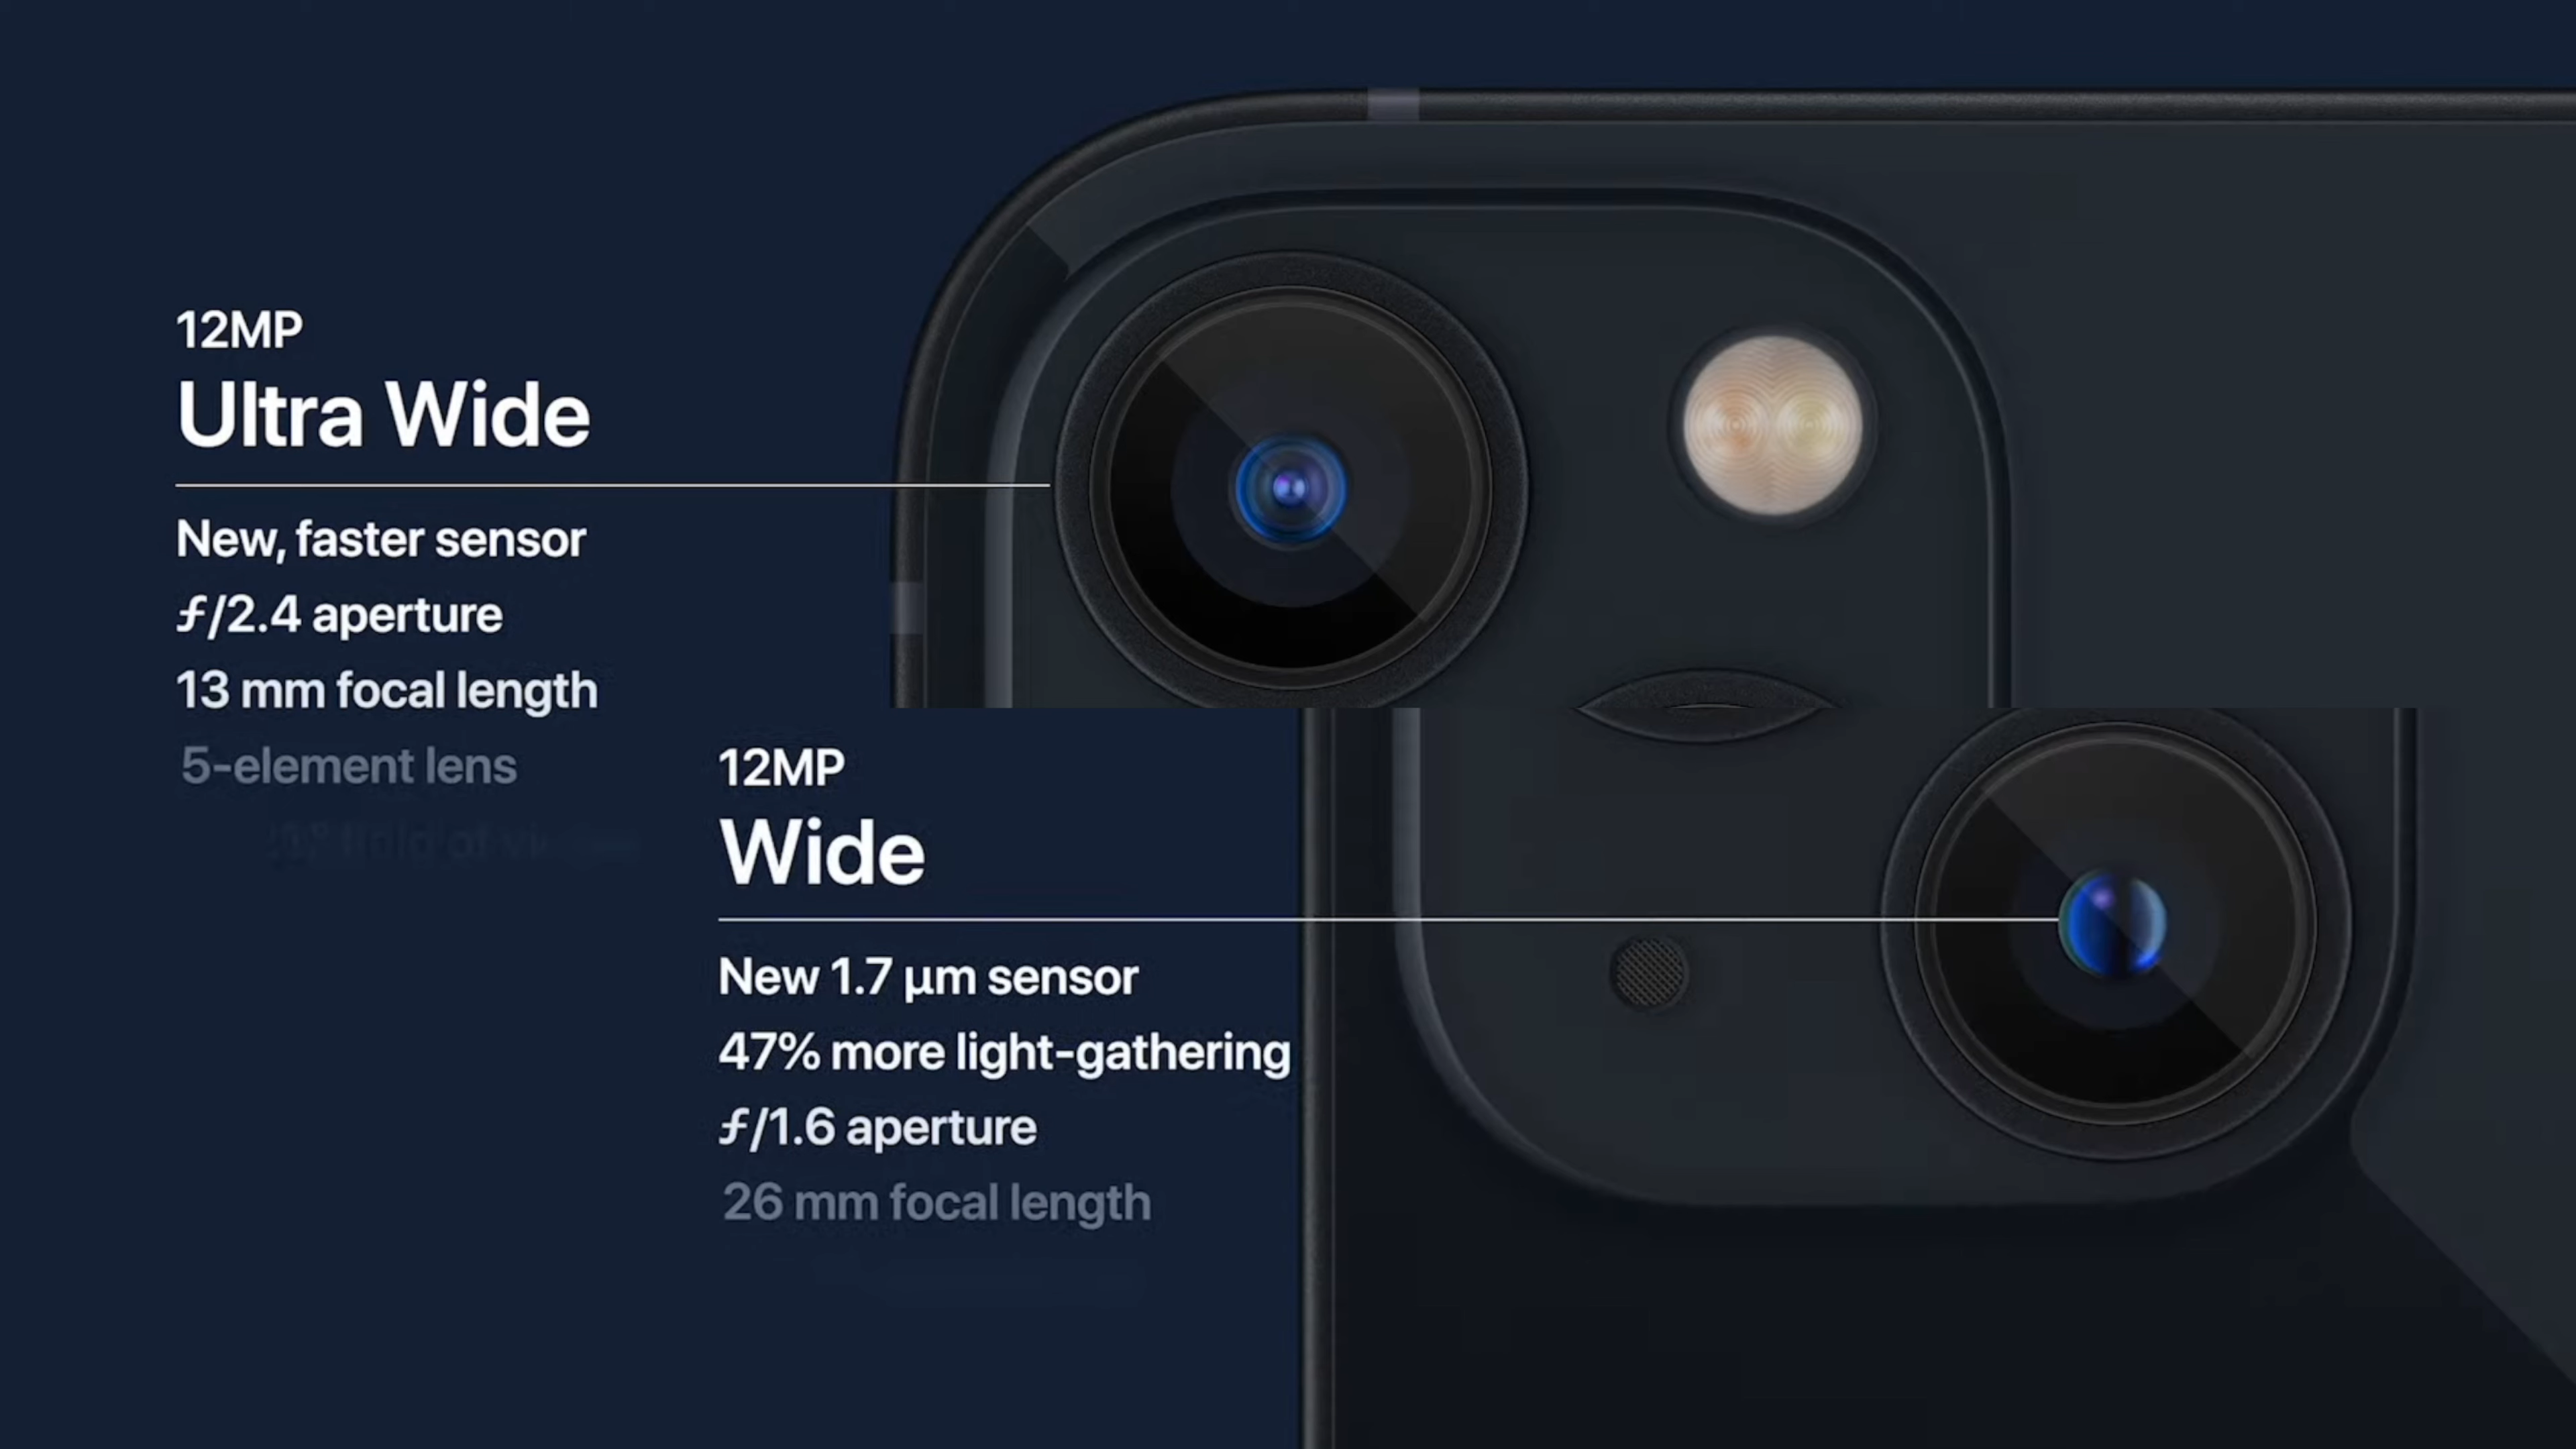 12MP
Ultra Wide
New, faster sensor
ƒ/2.4 aperture
13 mm focal length
5-element lens
12MP
Wide
New 1.7 µm sensor
47% more light-gathering
ƒ/1.6 aperture
26 mm focal length